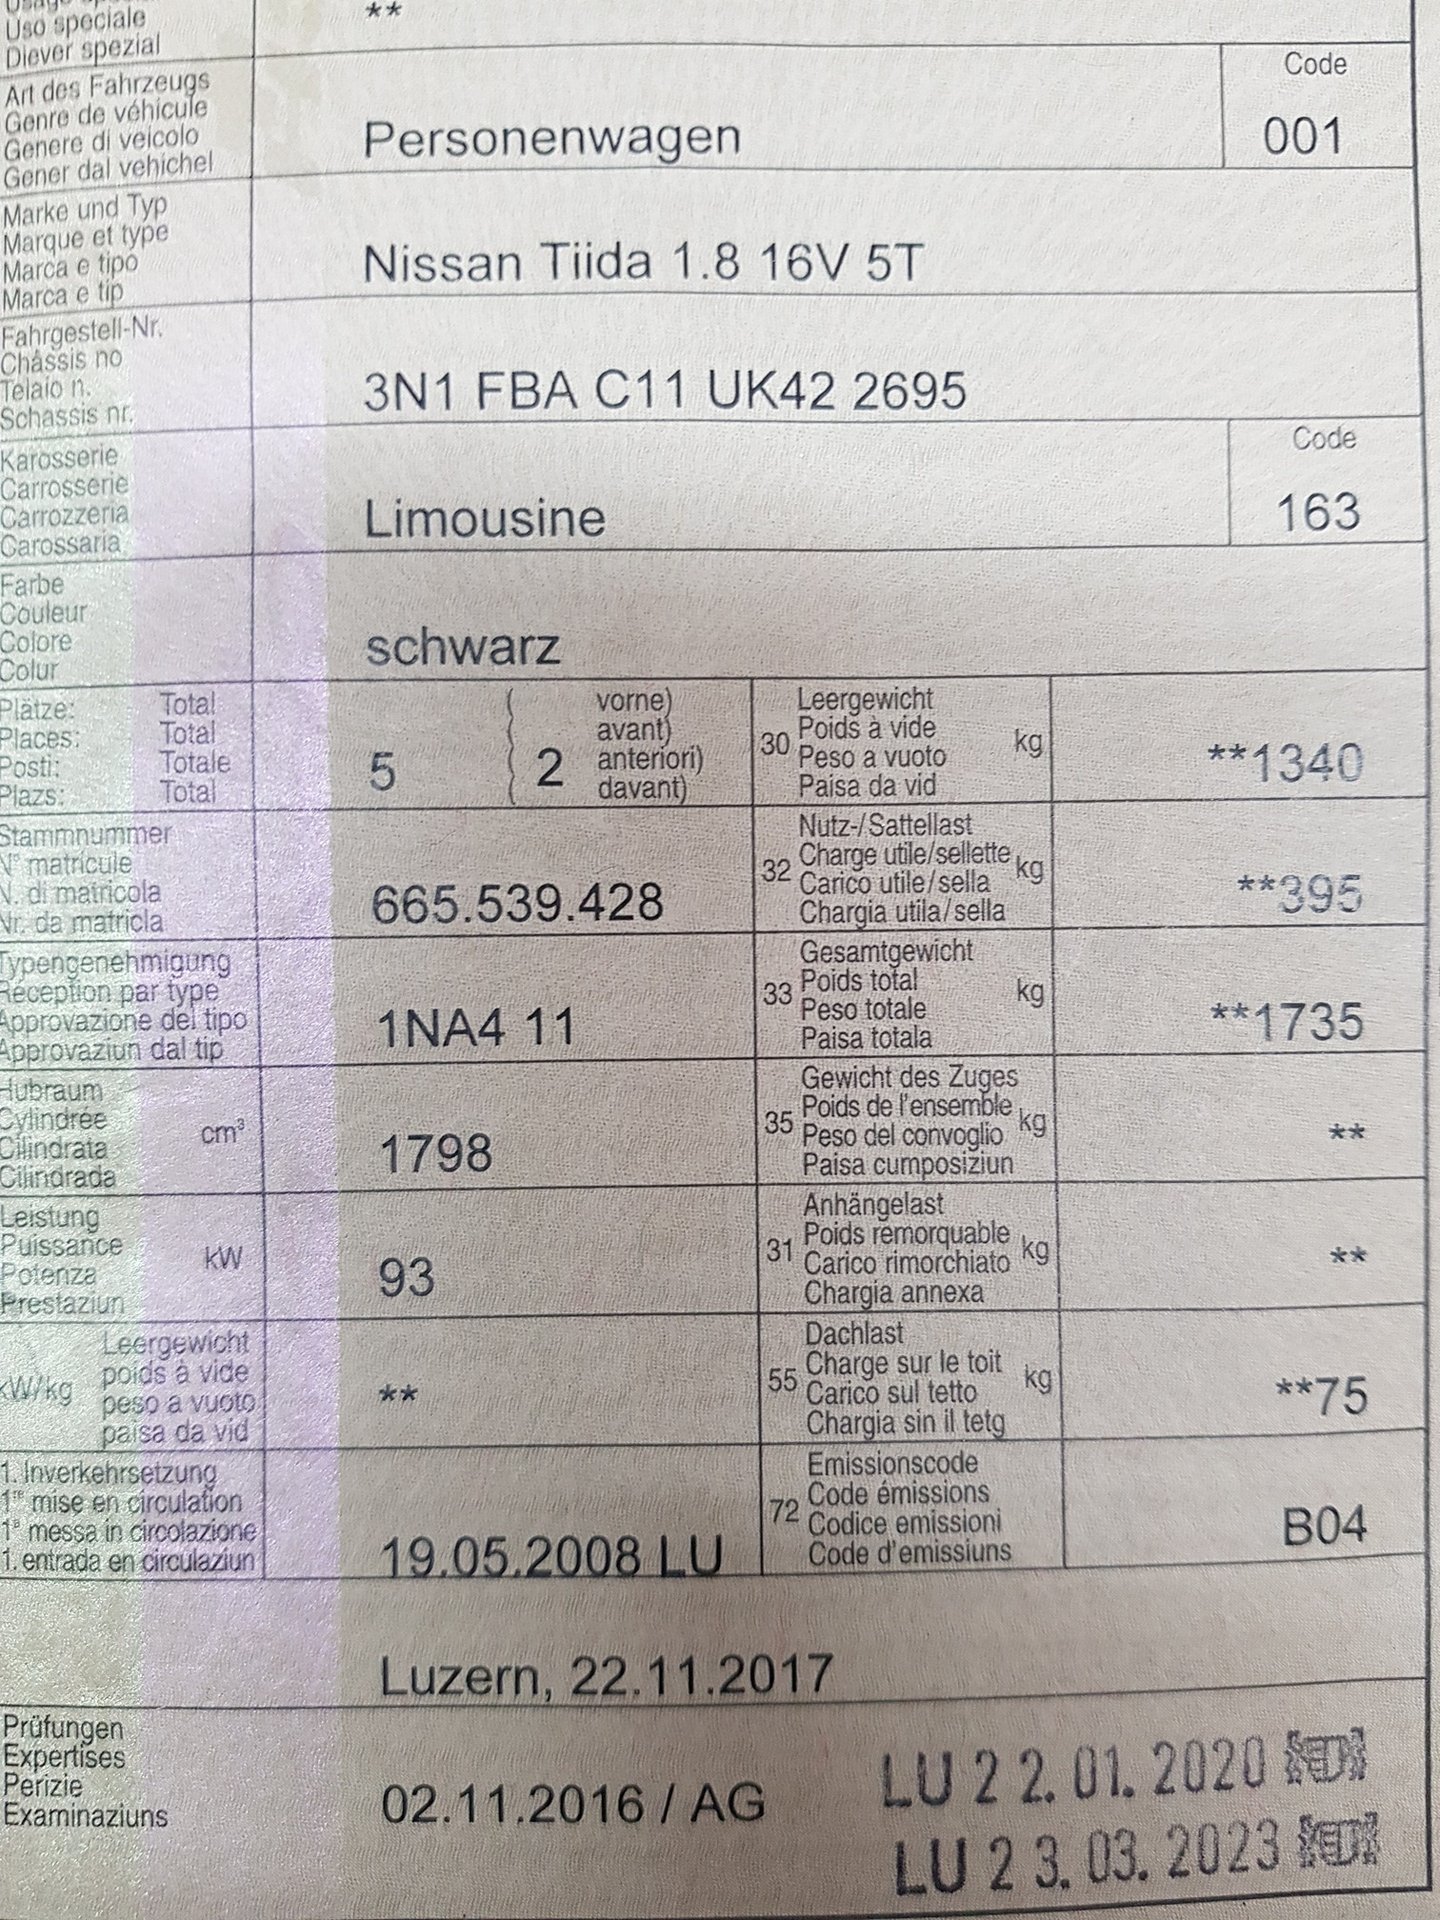 Uso speciale
Diever spezial
**
Art des Fahrzeugs
Genre de véhicule
Genere di veicolo
Gener dal vehichel
Personenwagen
Code
001
Marke und Typ
Marque et type
Marca e tipo
Marca e tip
Nissan Tiida 1.8 16V 5T
Fahrgestell-Nr.
Châssis no
Telaio n.
Schassis nr.
3N1 FBA C11 UK42 2695
Karosserie
Carrosserie
Carrozzeria
Carossaria
Limousine
Code
163
Farbe
Couleur
Colore
Colur
schwarz
Plätze: Total
Places: Total
Posti: Totale
Plazs: Total
5
( 2
vorne)
avant)
anteriori)
davant)
30
Leergewicht
Poids à vide
Peso a vuoto
Paisa da vid
kg
**1340
Stammnummer
N° matricule
N. di matricola
Nr. da matricla
665.539.428
32
Nutz-/Sattellast
Charge utile/sellette
Carico utile/sella
Chargia utila/sella
kg
**395
Typengenehmigung
Réception par type
Approvazione del tipo
Approvaziun dal tip
1NA4 11
33
Gesamtgewicht
Poids total
Peso totale
Paisa totala
kg
**1735
Hubraum
Cylindrée
Cilindrata
Cilindrada
cm³
1798
35
Gewicht des Zuges
Poids de l'ensemble
Peso del convoglio
Paisa cumposiziun
kg
**
Leistung
Puissance
Potenza
Prestaziun
kW
93
31
Anhängelast
Poids remorquable
Carico rimorchiato
Chargia annexa
kg
**
kW/kg
Leergewicht
poids à vide
peso a vuoto
paisa da vid
**
55
Dachlast
Charge sur le toit
Carico sul tetto
Chargia sin il tetg
kg
**75
1. Inverkehrsetzung
1re mise en circulation
1a messa in circolazione
1. entrada en circulaziun
19.05.2008 LU
72
Emissionscode
Code émissions
Codice emissioni
Code d'emissiuns
B04
Luzern, 22.11.2017
Prüfungen
Expertises
Perizie
Examinaziuns
02.11.2016 / AG
LU 22.01.2020
LU 23.03.2023